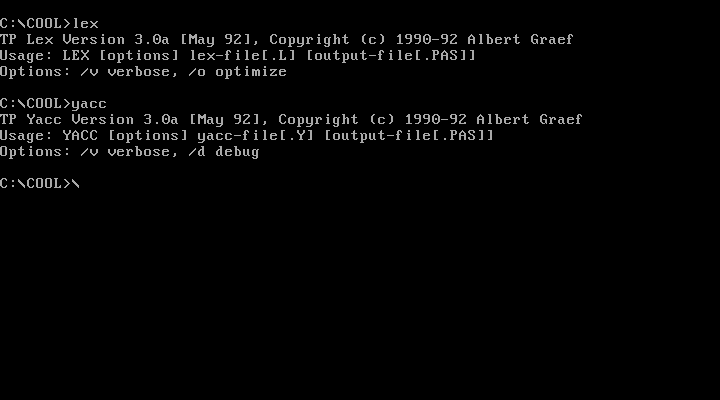 C:\COOL>lex
TP Lex Version 3.0a [May 92], Copyright (c) 1990-92 Albert Graef
Usage: LEX [options] lex-file[.L] [output-file[.PAS]]
Options: /v verbose, /o optimize
C:\COOL>yacc
TP Yacc Version 3.0a [May 92], Copyright (c) 1990-92 Albert Graef
Usage: YACC [options] yacc-file[.Y] [output-file[.PAS]]
Options: /v verbose, /d debug
C:\COOL>\